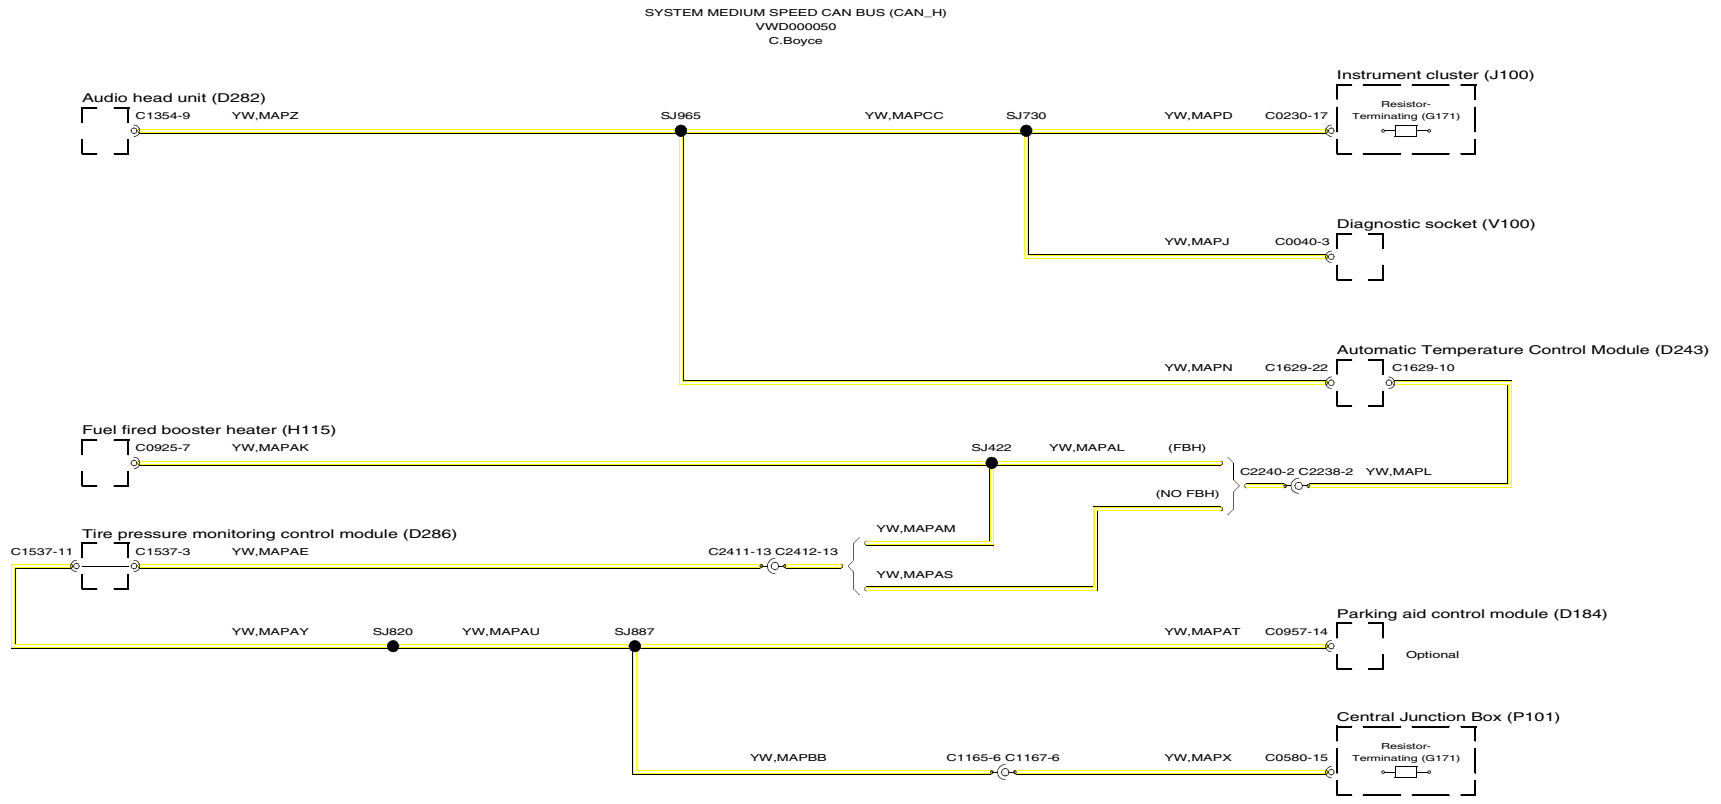 SYSTEM MEDIUM SPEED CAN BUS (CAN_H)
VWD000050
C.Boyce
Instrument cluster (J100)
Audio head unit (D282)
Resistor-
Terminating (G171)
C1354-9 YW,MAPZ SJ965 YW,MAPCC SJ730 YW,MAPD C0230-17
Diagnostic socket (V100)
YW,MAPJ C0040-3
Automatic Temperature Control Module (D243)
YW,MAPN C1629-22 C1629-10
Fuel fired booster heater (H115)
C0925-7 YW,MAPAK SJ422 YW,MAPAL (FBH)
C2240-2 C2238-2 YW,MAPL
(NO FBH)
YW,MAPAM
Tire pressure monitoring control module (D286)
C1537-11 C1537-3 YW,MAPAE C2411-13 C2412-13
YW,MAPAS
Parking aid control module (D184)
YW,MAPAY SJ820 YW,MAPAU SJ887 YW,MAPAT C0957-14
Optional
Central Junction Box (P101)
Resistor-
Terminating (G171)
YW,MAPBB C1165-6 C1167-6 YW,MAPX C0580-15